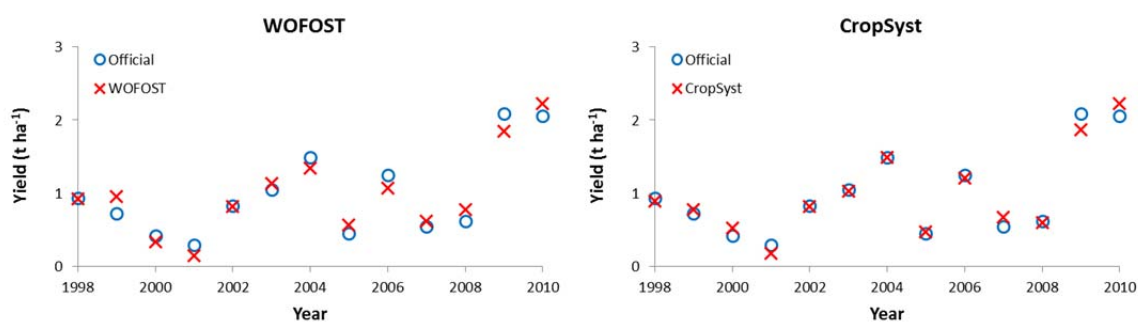 WOFOST
3
2
1
0
Yield (t ha⁻¹)
Official
WOFOST
1998 2000 2002 2004 2006 2008 2010
Year
CropSyst
3
2
1
0
Yield (t ha⁻¹)
Official
CropSyst
1998 2000 2002 2004 2006 2008 2010
Year